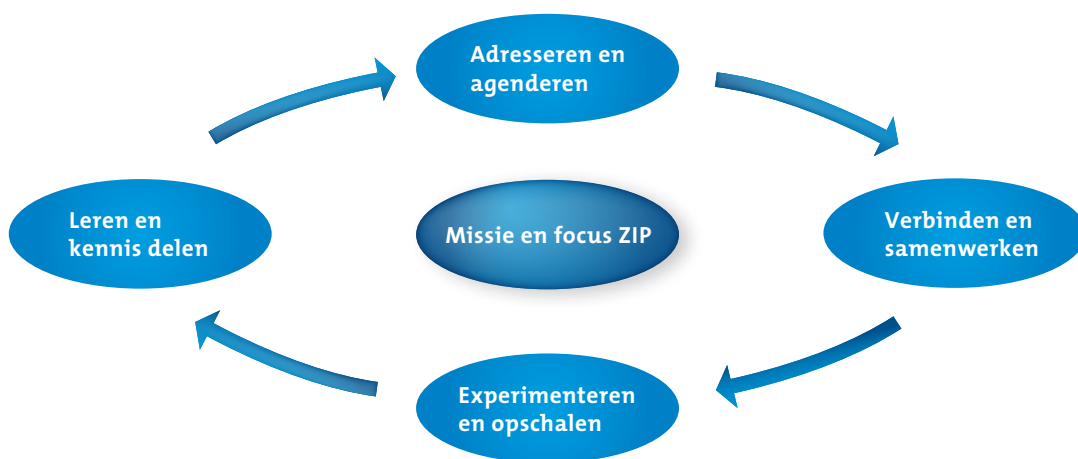 Adresseren en
agenderen
Leren en
kennis delen
Missie en focus ZIP
Verbinden en
samenwerken
Experimenteren
en opschalen